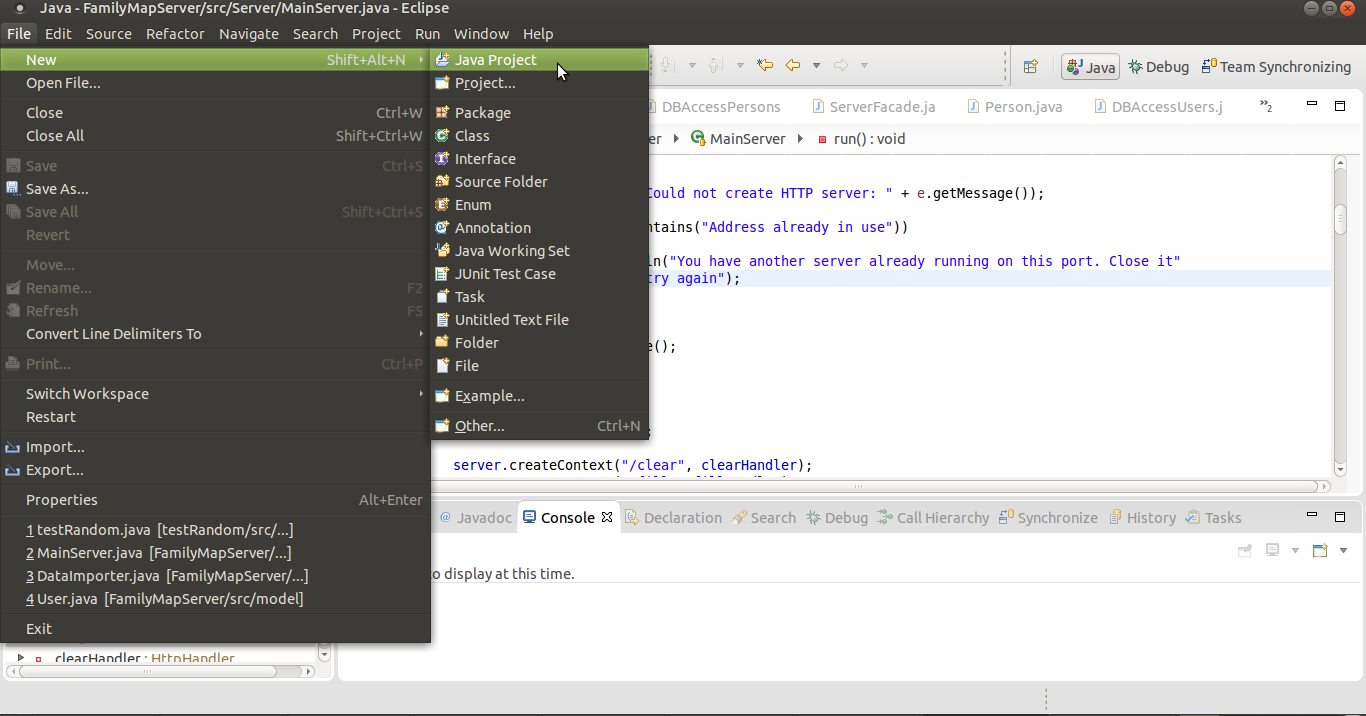 Java - FamilyMapServer/src/Server/MainServer.java - Eclipse
File Edit Source Refactor Navigate Search Project Run Window Help
New Shift+Alt+N
Open File...
Close Ctrl+W
Close All Shift+Ctrl+W
Save Ctrl+S
Save As...
Save All Shift+Ctrl+S
Revert
Move...
Rename... F2
Refresh F5
Convert Line Delimiters To
Print... Ctrl+P
Switch Workspace
Restart
Import...
Export...
Properties Alt+Enter
1 testRandom.java [testRandom/src/...]
2 MainServer.java [FamilyMapServer/...]
3 DataImporter.java [FamilyMapServer/...]
4 User.java [FamilyMapServer/src/model]
Exit
Java Project
Project...
Package
Class
Interface
Source Folder
Enum
Annotation
Java Working Set
JUnit Test Case
Task
Untitled Text File
Folder
File
Example...
Other... Ctrl+N
Java Debug Team Synchronizing
DBAccessPersons ServerFacade.ja Person.java DBAccessUsers.j »2
er MainServer run() : void
Could not create HTTP server: " + e.getMessage());
ntains("Address already in use"))
ln("You have another server already running on this port. Close it"
try again");
e();
;
server.createContext("/clear", clearHandler);
@ Javadoc Console Declaration Search Debug Call Hierarchy Synchronize History Tasks
to display at this time.
clearHandler : HttpHandler